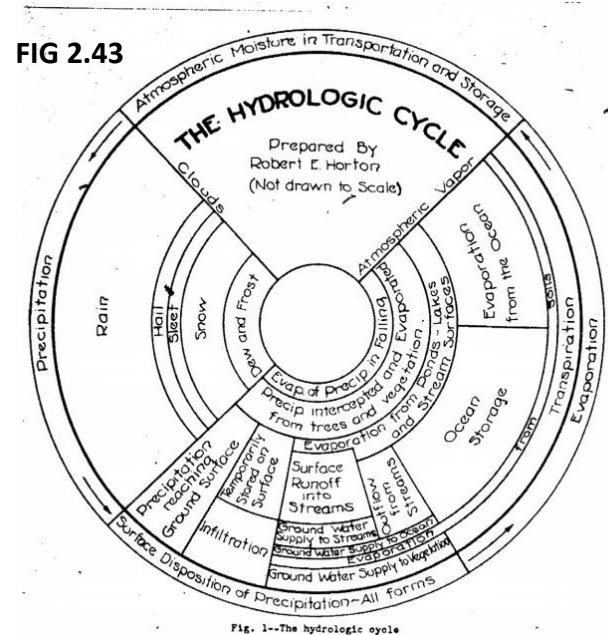 FIG 2.43
Atmospheric Moisture in Transportation and Storage
THE HYDROLOGIC CYCLE
Prepared By
Robert E. Horton
(Not drawn to Scale)
Clouds
Atmospheric Vapor
Precipitation
Rain
Hail
Sleet
Snow
Dew and Frost
Evap. of Precip in Falling
Precip intercepted and Evaporated
from trees and vegetation
Evaporation from Ponds - Lakes
and Stream Surfaces
Evaporation
from the Ocean
Ocean
Storage
Soils
from
Transpiration
Evaporation
Precipitation
reaching
Ground Surface
Temporarily
Stored on
Surface
Infiltration
Surface
Runoff
into
Streams
Outflow
from
Streams
Ground Water
Supply to Streams
Ground Water Supply to Ocean
Evaporation
Ground Water Supply to Vegetation
Surface Disposition of Precipitation-All forms
Fig. 1--The hydrologic cycle